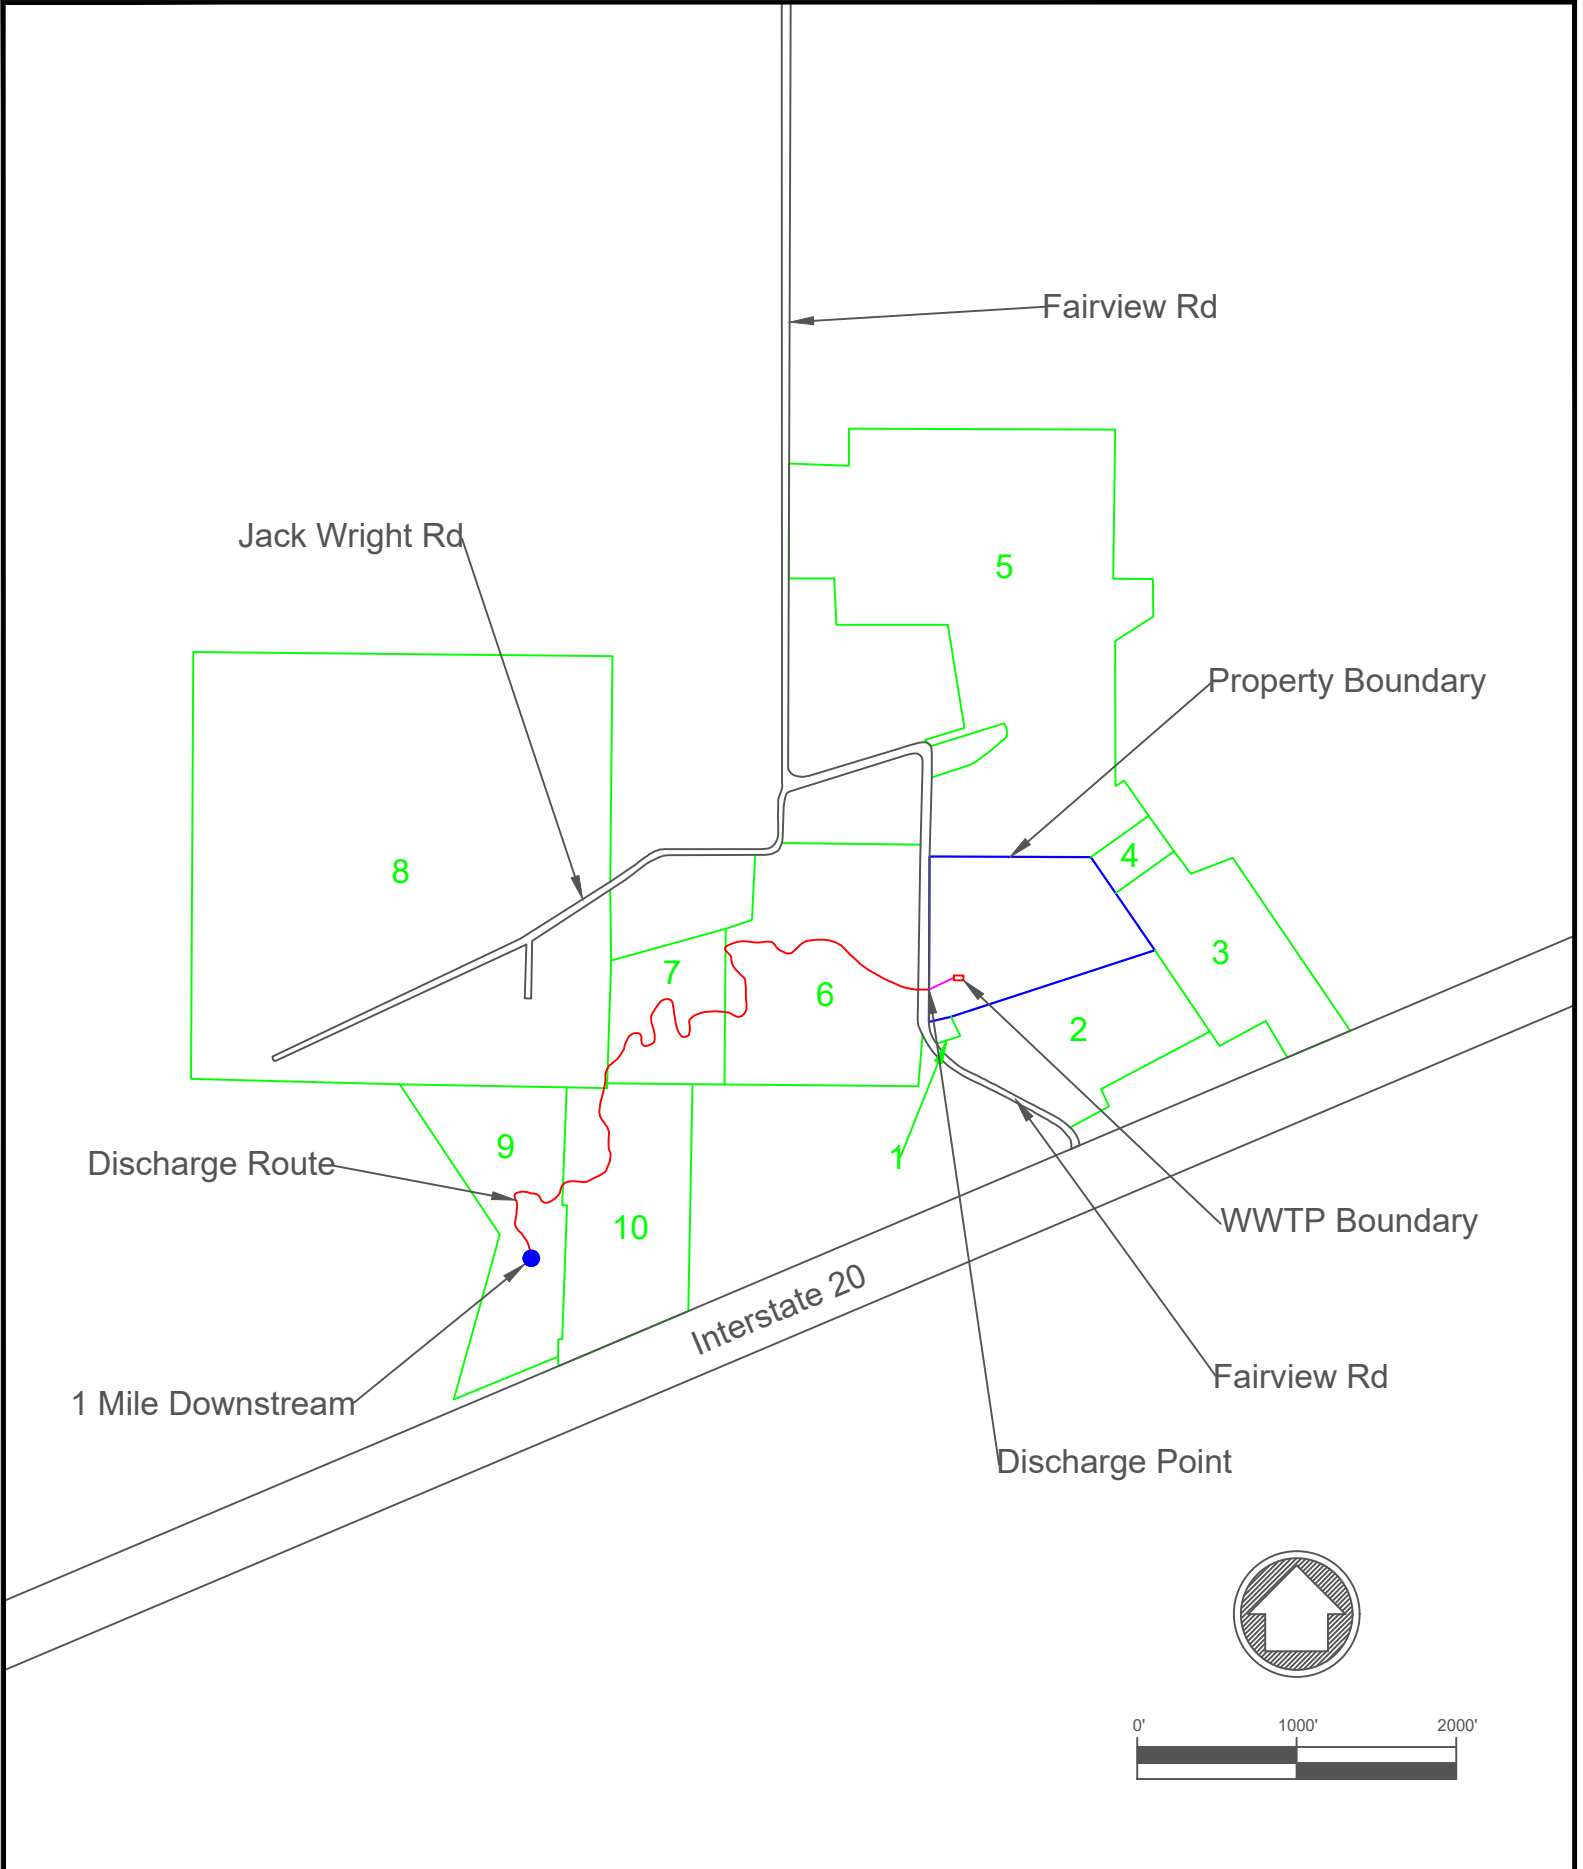 Fairview Rd
Jack Wright Rd
5
Property Boundary
4
8
3
7
6
2
9
1
Discharge Route
10
WWTP Boundary
Interstate 20
Fairview Rd
1 Mile Downstream
Discharge Point
0' 1000' 2000'